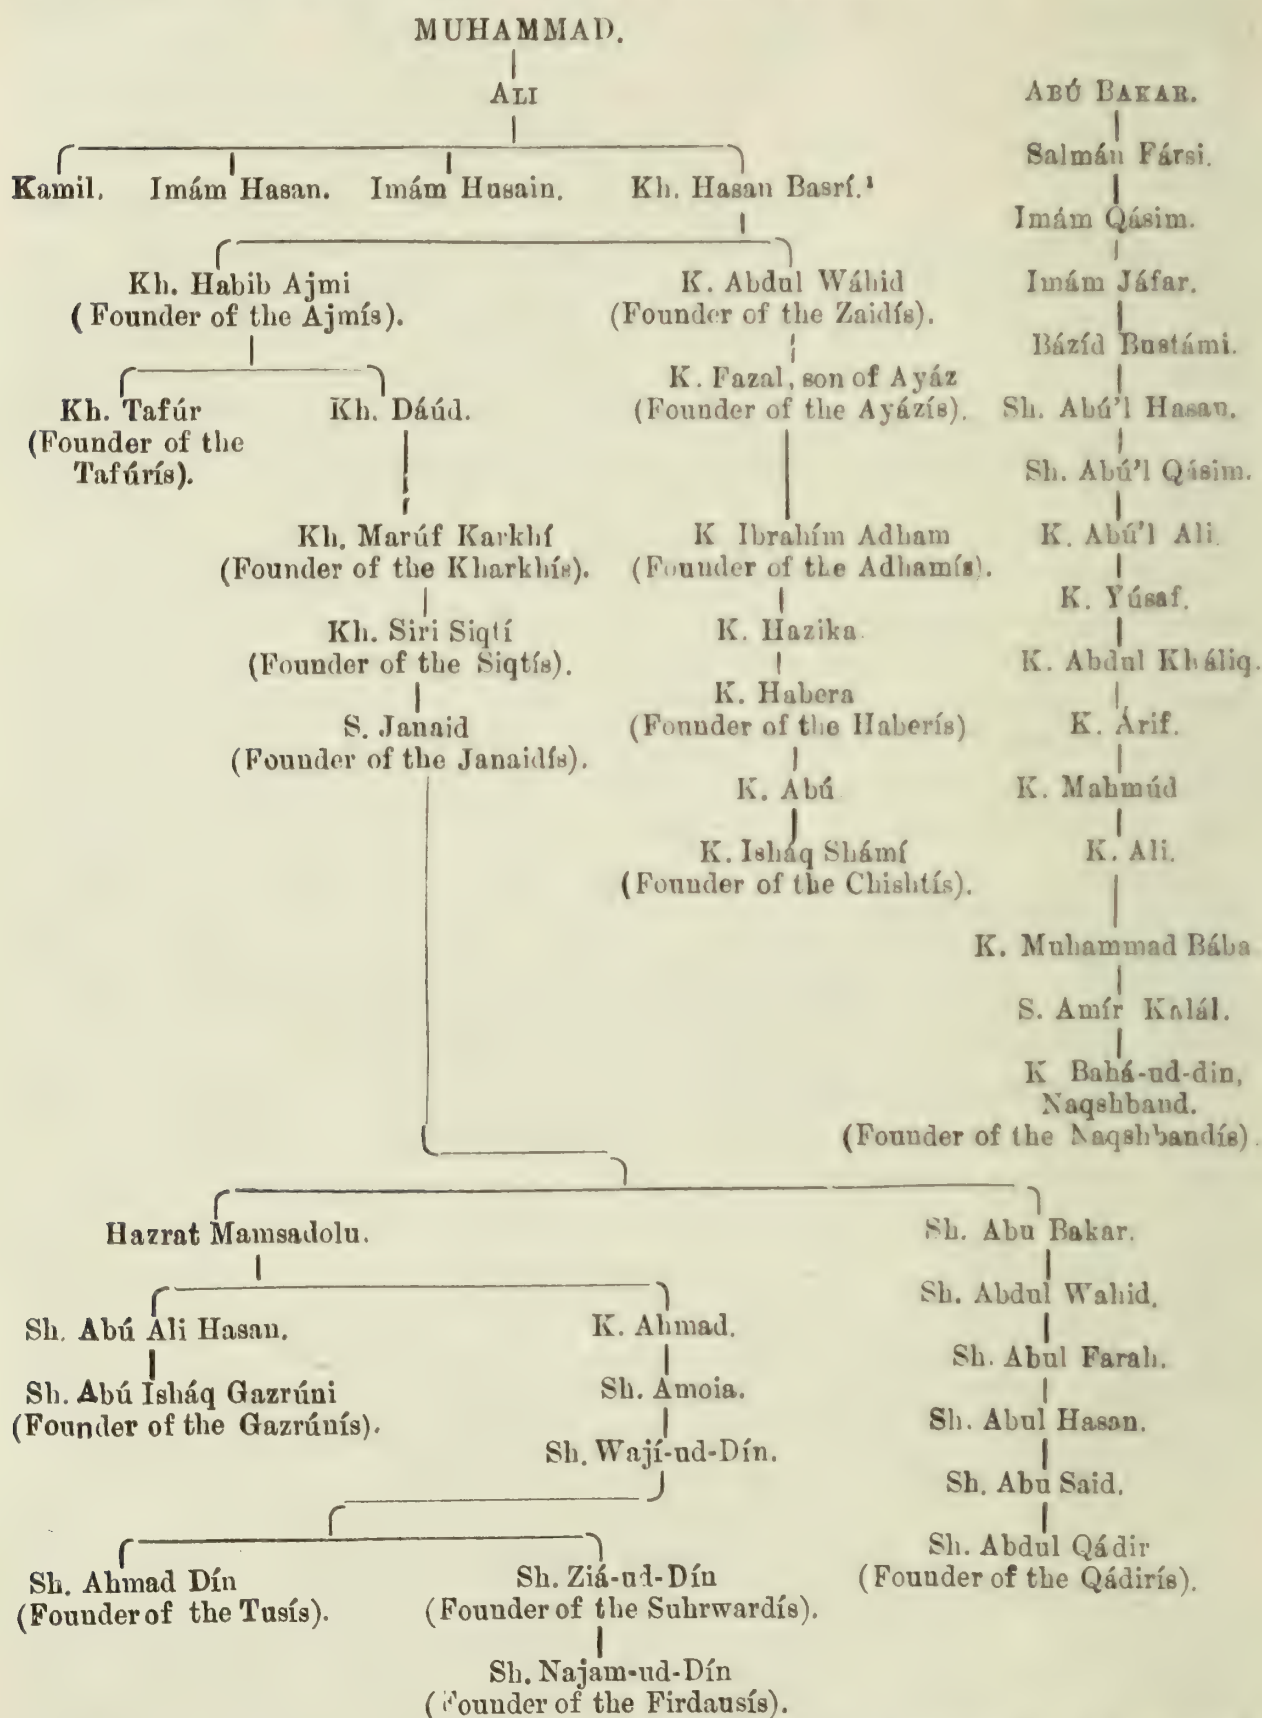 MUHAMMAD.
ALI
Kamil. Imám Hasan. Imám Husain. Kh. Hasan Basrí.¹
Kh. Habib Ajmi
(Founder of the Ajmís).
K. Abdul Wáhid
(Founder of the Zaidís).
Kh. Tafúr
(Founder of the
Tafúrís).
Kh. Dáúd.
K. Fazal, son of Ayáz
(Founder of the Ayázís).
Kh. Marúf Karkhí
(Founder of the Kharkhís).
K Ibrahím Adham
(Founder of the Adhamís).
Kh. Siri Siqtí
(Founder of the Siqtís).
K. Hazika.
S. Janaid
(Founder of the Janaidís).
K. Habera
(Founder of the Haberís)
K. Abú
K. Isháq Shámí
(Founder of the Chishtís).
ABÚ BAKAR.
Salmán Fársi.
Imám Qásim.
Imám Jáfar.
Bázíd Bustámi.
Sh. Abú'l Hasan.
Sh. Abú'l Qásim.
K. Abú'l Ali.
K. Yúsaf.
K. Abdul Kháliq.
K. Árif.
K. Mahmúd
K. Ali.
K. Muhammad Bába
S. Amír Kalál.
K Bahá-ud-din,
Naqshband.
(Founder of the Naqshbandís).
Hazrat Mamsadolu.
Sh. Abu Bakar.
Sh. Abú Ali Hasan.
K. Ahmad.
Sh. Abdul Wahid.
Sh. Abú Isháq Gazrúni
(Founder of the Gazrúnís).
Sh. Amoia.
Sh. Abul Farah.
Sh. Wají-ud-Dín.
Sh. Abul Hasan.
Sh. Abu Said.
Sh. Ahmad Dín
(Founder of the Tusís).
Sh. Ziá-ud-Dín
(Founder of the Suhrwardís).
Sh. Abdul Qádir
(Founder of the Qádirís).
Sh. Najam-ud-Dín
(Founder of the Firdausís).